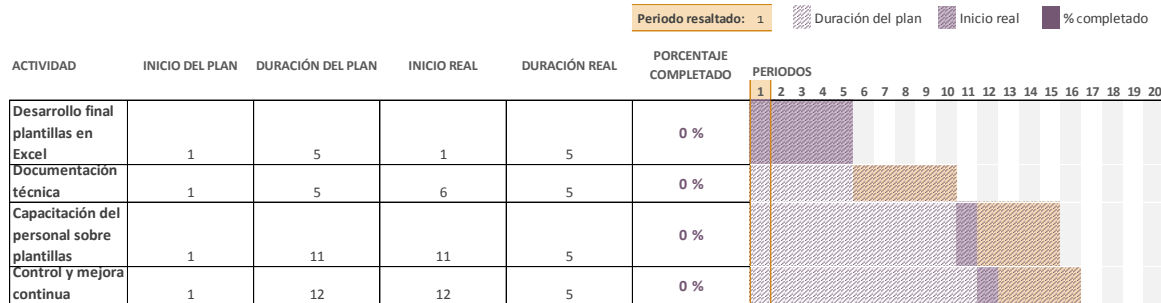 Periodo resaltado: 1 Duración del plan Inicio real % completado
ACTIVIDAD INICIO DEL PLAN DURACIÓN DEL PLAN INICIO REAL DURACIÓN REAL PORCENTAJE COMPLETADO PERIODOS
1 2 3 4 5 6 7 8 9 10 11 12 13 14 15 16 17 18 19 20
Desarrollo final
plantillas en
Excel 1 5 1 5 0 %
Documentación
técnica 1 5 6 5 0 %
Capacitación del
personal sobre
plantillas 1 11 11 5 0 %
Control y mejora
continua 1 12 12 5 0 %